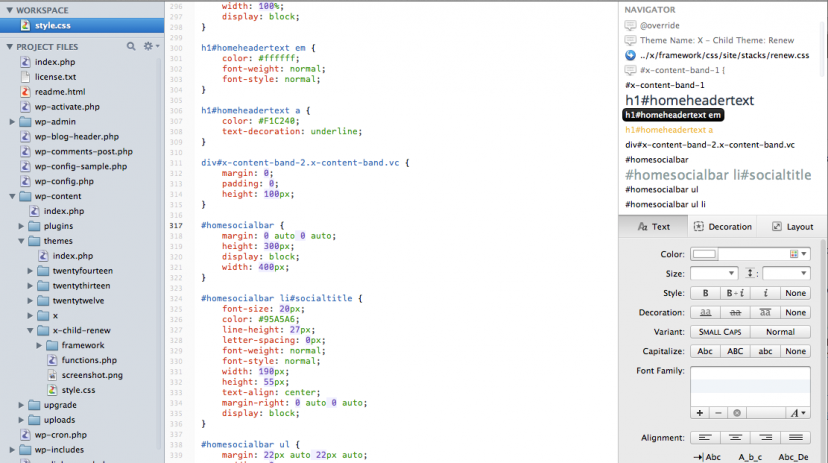 WORKSPACE
style.css
PROJECT FILES
index.php
license.txt
readme.html
wp-activate.php
wp-admin
wp-blog-header.php
wp-comments-post.php
wp-config-sample.php
wp-config.php
wp-content
index.php
plugins
themes
index.php
twentyfourteen
twentythirteen
twentytwelve
x
x-child-renew
framework
functions.php
screenshot.png
style.css
upgrade
uploads
wp-cron.php
wp-includes
296 width: 100%;
297 display: block;
298 }
299
300 h1#homeheadertext em {
301 color: #ffffff;
302 font-weight: normal;
303 font-style: normal;
304 }
305
306 h1#homeheadertext a {
307 color: #F1C240;
308 text-decoration: underline;
309 }
310
311 div#x-content-band-2.x-content-band.vc {
312 margin: 0;
313 padding: 0;
314 height: 100px;
315 }
316
317 #homesocialbar {
318 margin: 0 auto 0 auto;
319 height: 300px;
320 display: block;
321 width: 400px;
322 }
323
324 #homesocialbar li#socialtitle {
325 font-size: 20px;
326 color: #95A5A6;
327 line-height: 27px;
328 letter-spacing: 0px;
329 font-weight: normal;
330 font-style: normal;
331 width: 190px;
332 height: 55px;
333 text-align: center;
334 margin-right: 0 auto 0 auto;
335 display: block;
336 }
337
338 #homesocialbar ul {
339 margin: 22px auto 22px auto;
NAVIGATOR
@override
Theme Name: X – Child Theme: Renew
../x/framework/css/site/stacks/renew.css
#x-content-band-1 {
#x-content-band-1
h1#homeheadertext
h1#homeheadertext em
h1#homeheadertext a
div#x-content-band-2.x-content-band.vc
#homesocialbar
#homesocialbar li#socialtitle
#homesocialbar ul
#homesocialbar ul li
Aa Text Decoration Layout
Color:
Size: :
Style: B B÷i i None
Decoration: aa aa aa None
Variant: SMALL CAPS Normal
Capitalize: Abc ABC abc None
Font Family:
+ − A
Alignment:
Abc A_b_c Abc_De